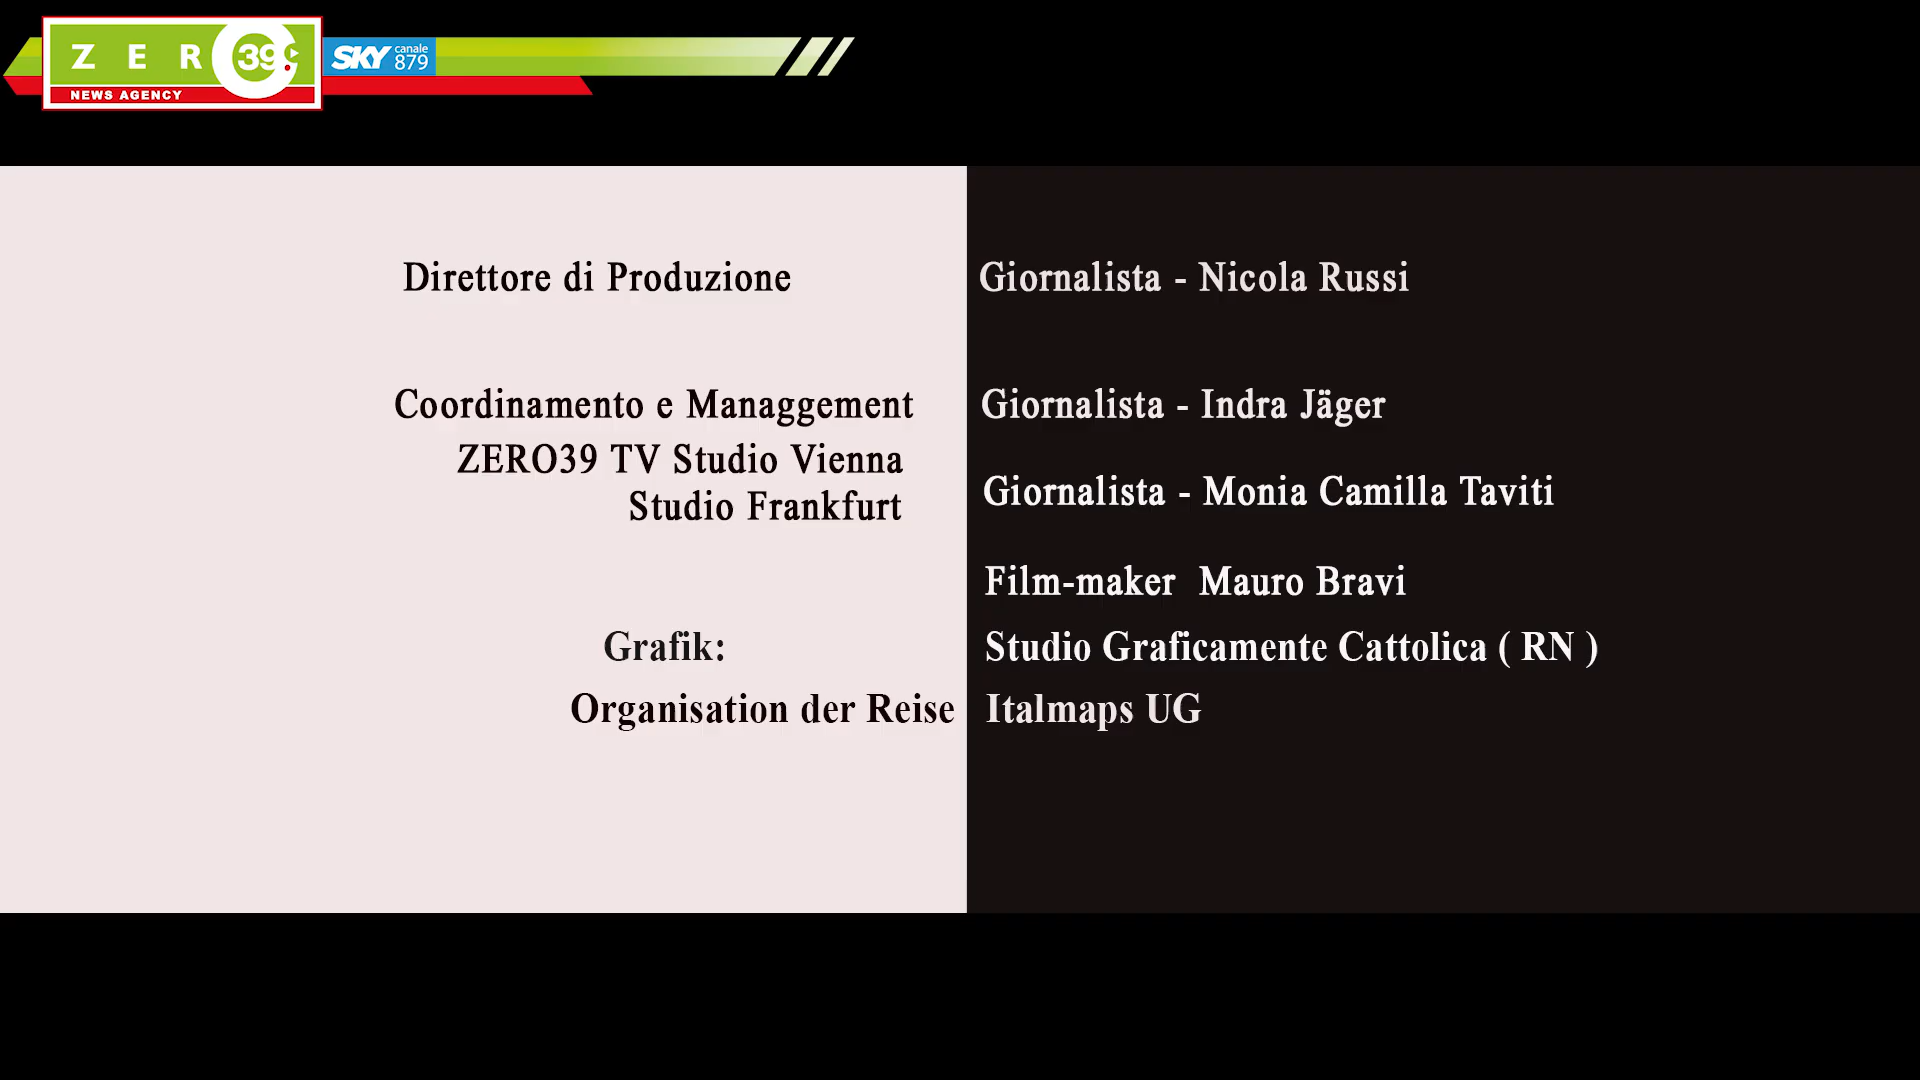 ZERO 39
NEWS AGENCY
SKY canale 879
Direttore di Produzione Giornalista - Nicola Russi
Coordinamento e Managgement Giornalista - Indra Jäger
ZERO39 TV Studio Vienna
Studio Frankfurt Giornalista - Monia Camilla Taviti
Film-maker Mauro Bravi
Grafik: Studio Graficamente Cattolica ( RN )
Organisation der Reise Italmaps UG